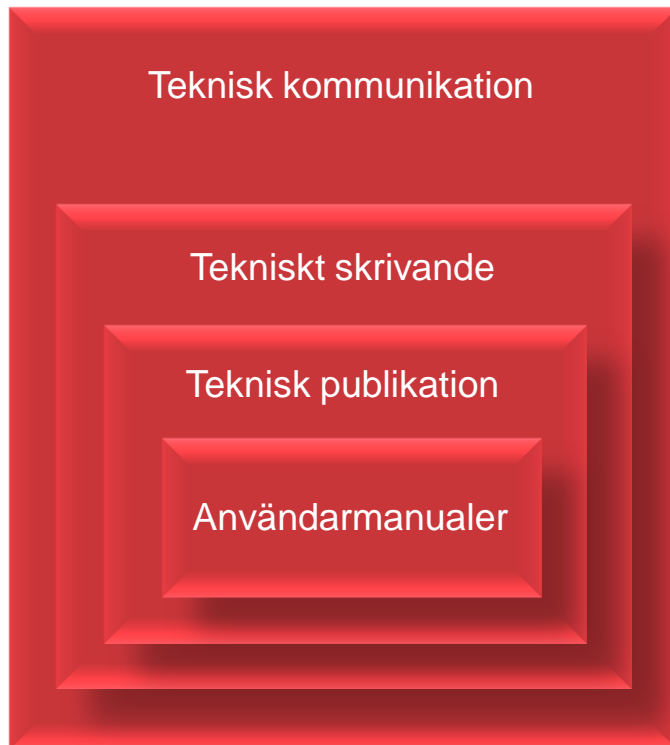 Teknisk kommunikation
Tekniskt skrivande
Teknisk publikation
Användarmanualer